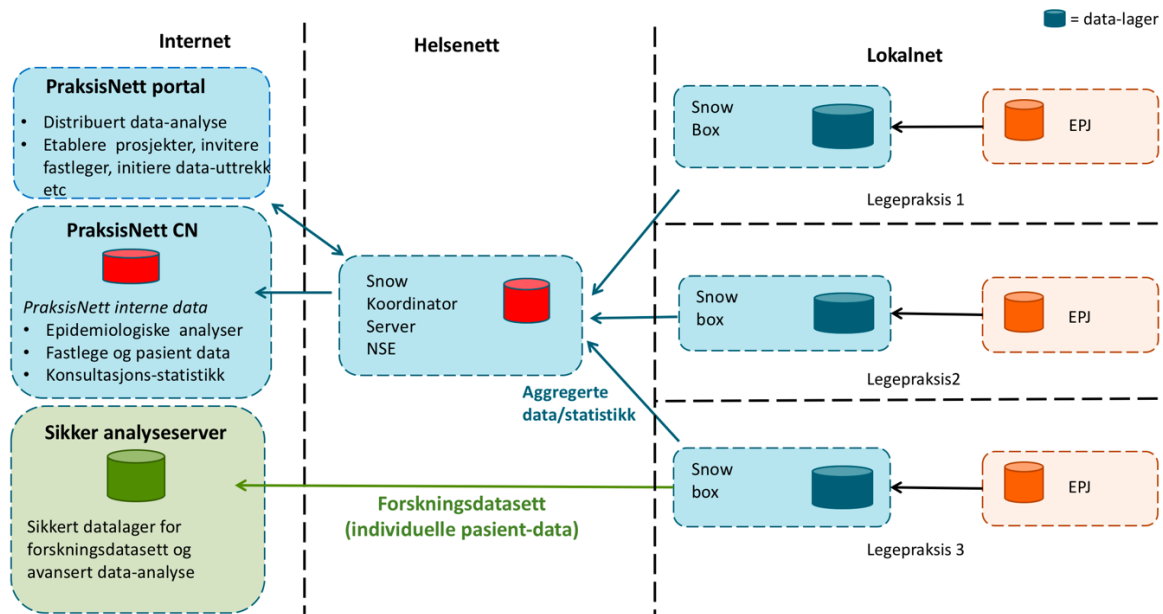 = data-lager
Internet
Helsenett
Lokalnet
PraksisNett portal
• Distribuert data-analyse
• Etablere prosjekter, invitere
fastleger, initiere data-uttrekk
etc
PraksisNett CN
PraksisNett interne data
• Epidemiologiske analyser
• Fastlege og pasient data
• Konsultasjons-statistikk
Sikker analyseserver
Sikkert datalager for
forskningsdatasett og
avansert data-analyse
Snow
Koordinator
Server
NSE
Aggregerte
data/statistikk
Forskningsdatasett
(individuelle pasient-data)
Snow
Box
EPJ
Legepraksis 1
Snow
box
EPJ
Legepraksis2
Snow
box
EPJ
Legepraksis 3